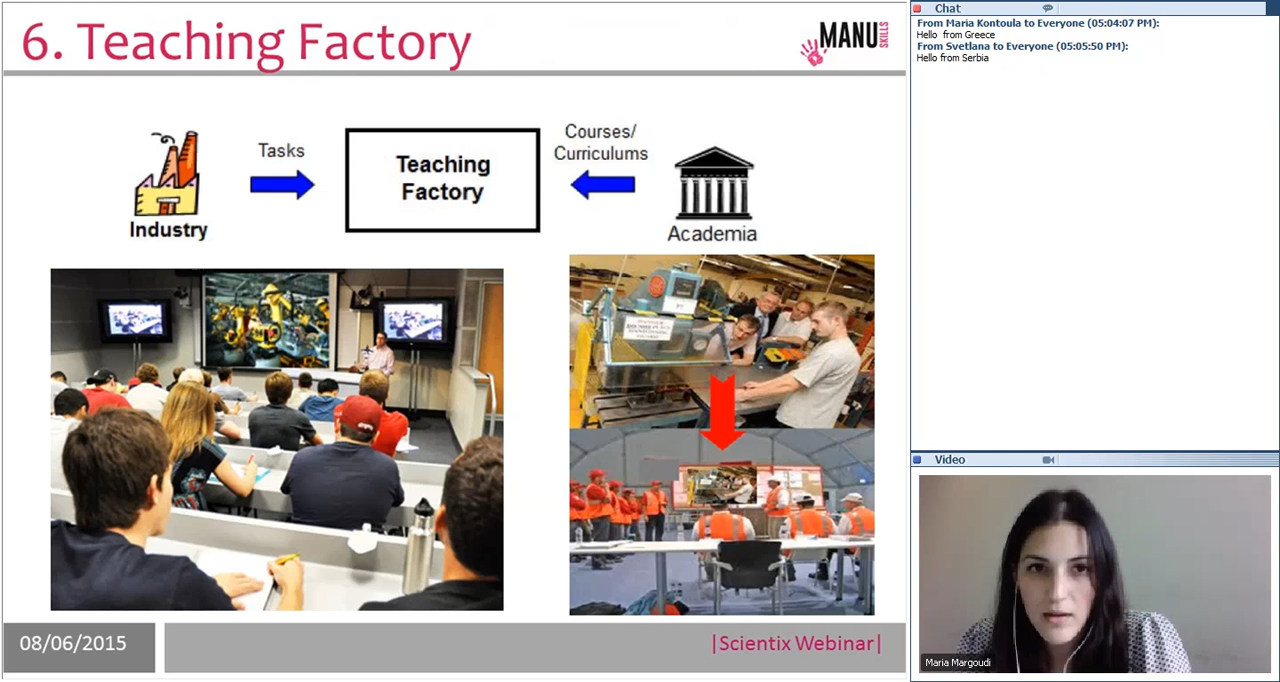 6. Teaching Factory
MANU
SKILLS
Tasks
Courses/
Curriculums
Teaching
Factory
Industry
Academia
08/06/2015
|Scientix Webinar|
Chat
From Maria Kontoula to Everyone (05:04:07 PM):
Hello from Greece
From Svetlana to Everyone (05:05:50 PM):
Hello from Serbia
Video
Maria Margoudi